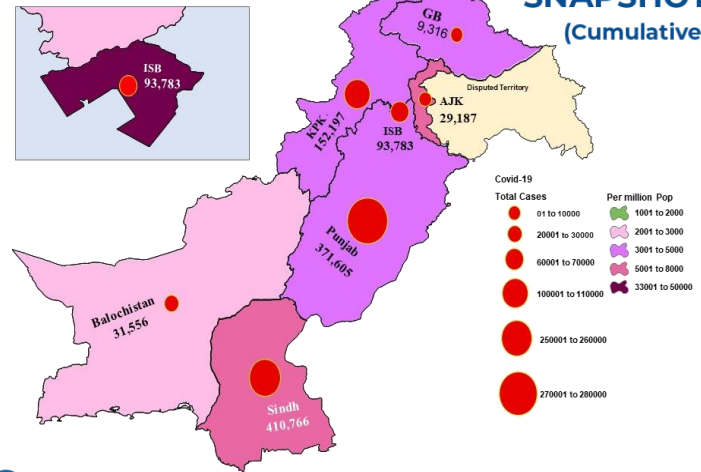 SNAPSHOT
(Cumulative
ISB
93,783
GB
9,316
KPK
152,197
ISB
93,783
AJK
29,187
Disputed Territory
Punjab
371,605
Balochistan
31,556
Sindh
410,766
Covid-19
Total Cases
01 to 10000
20001 to 30000
60001 to 70000
100001 to 110000
250001 to 260000
270001 to 280000
Per million Pop
1001 to 2000
2001 to 3000
3001 to 5000
5001 to 8000
33001 to 50000